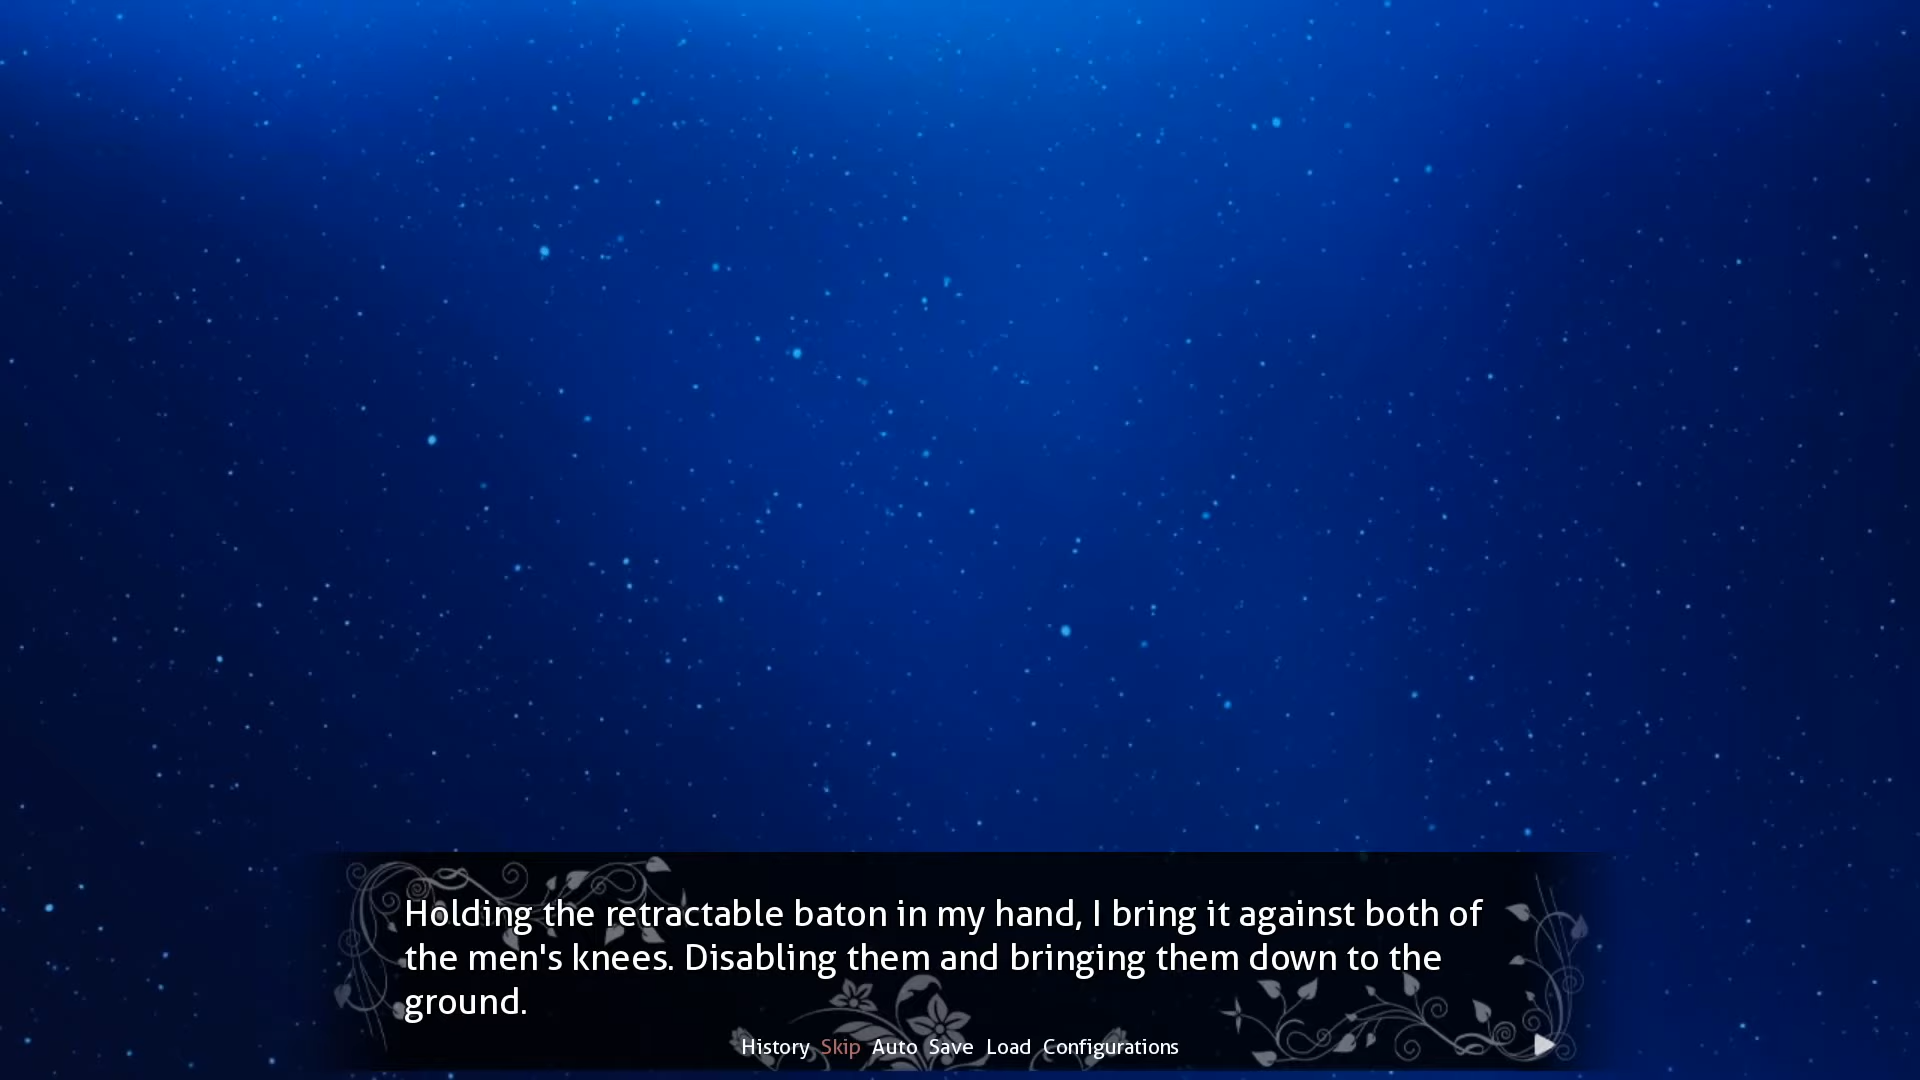 Holding the retractable baton in my hand, I bring it against both of
the men's knees. Disabling them and bringing them down to the
ground.
History Skip Auto Save Load Configurations